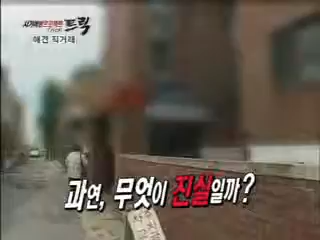 트릭
애견 직거래
과연, 무엇이 진실일까?